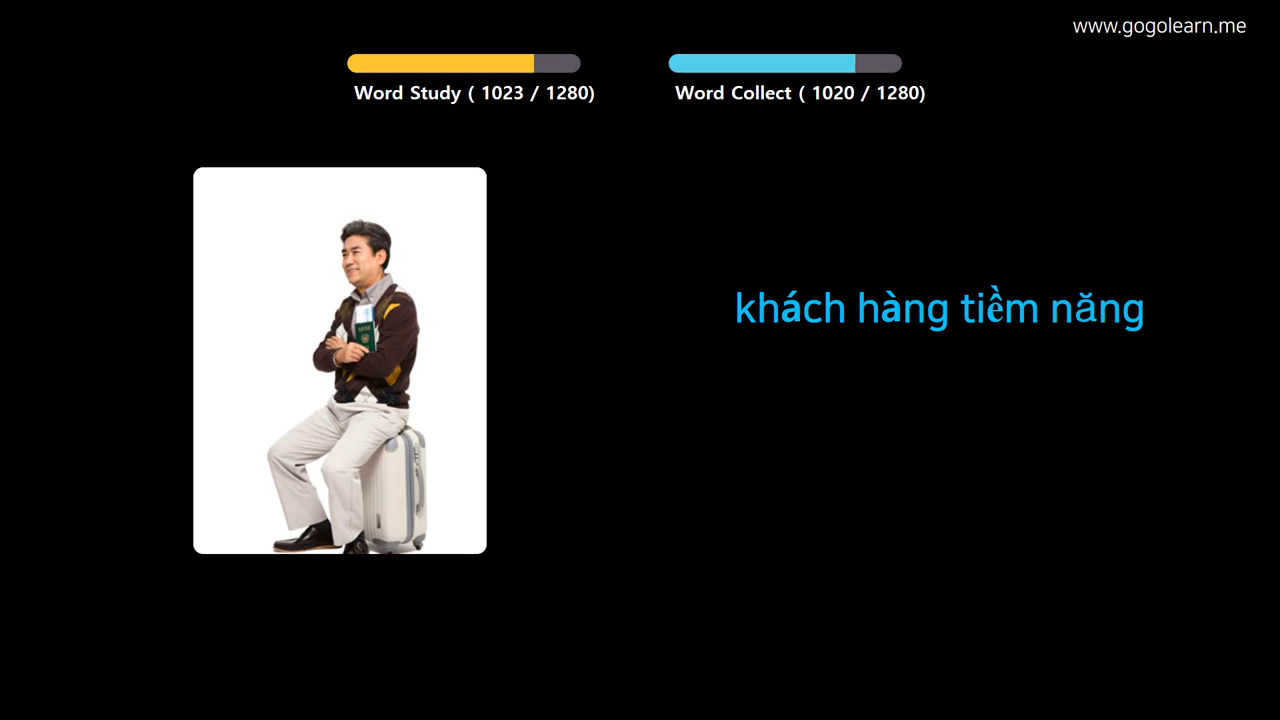 www.gogolearn.me
Word Study ( 1023 / 1280)
Word Collect ( 1020 / 1280)
khách hàng tiềm năng